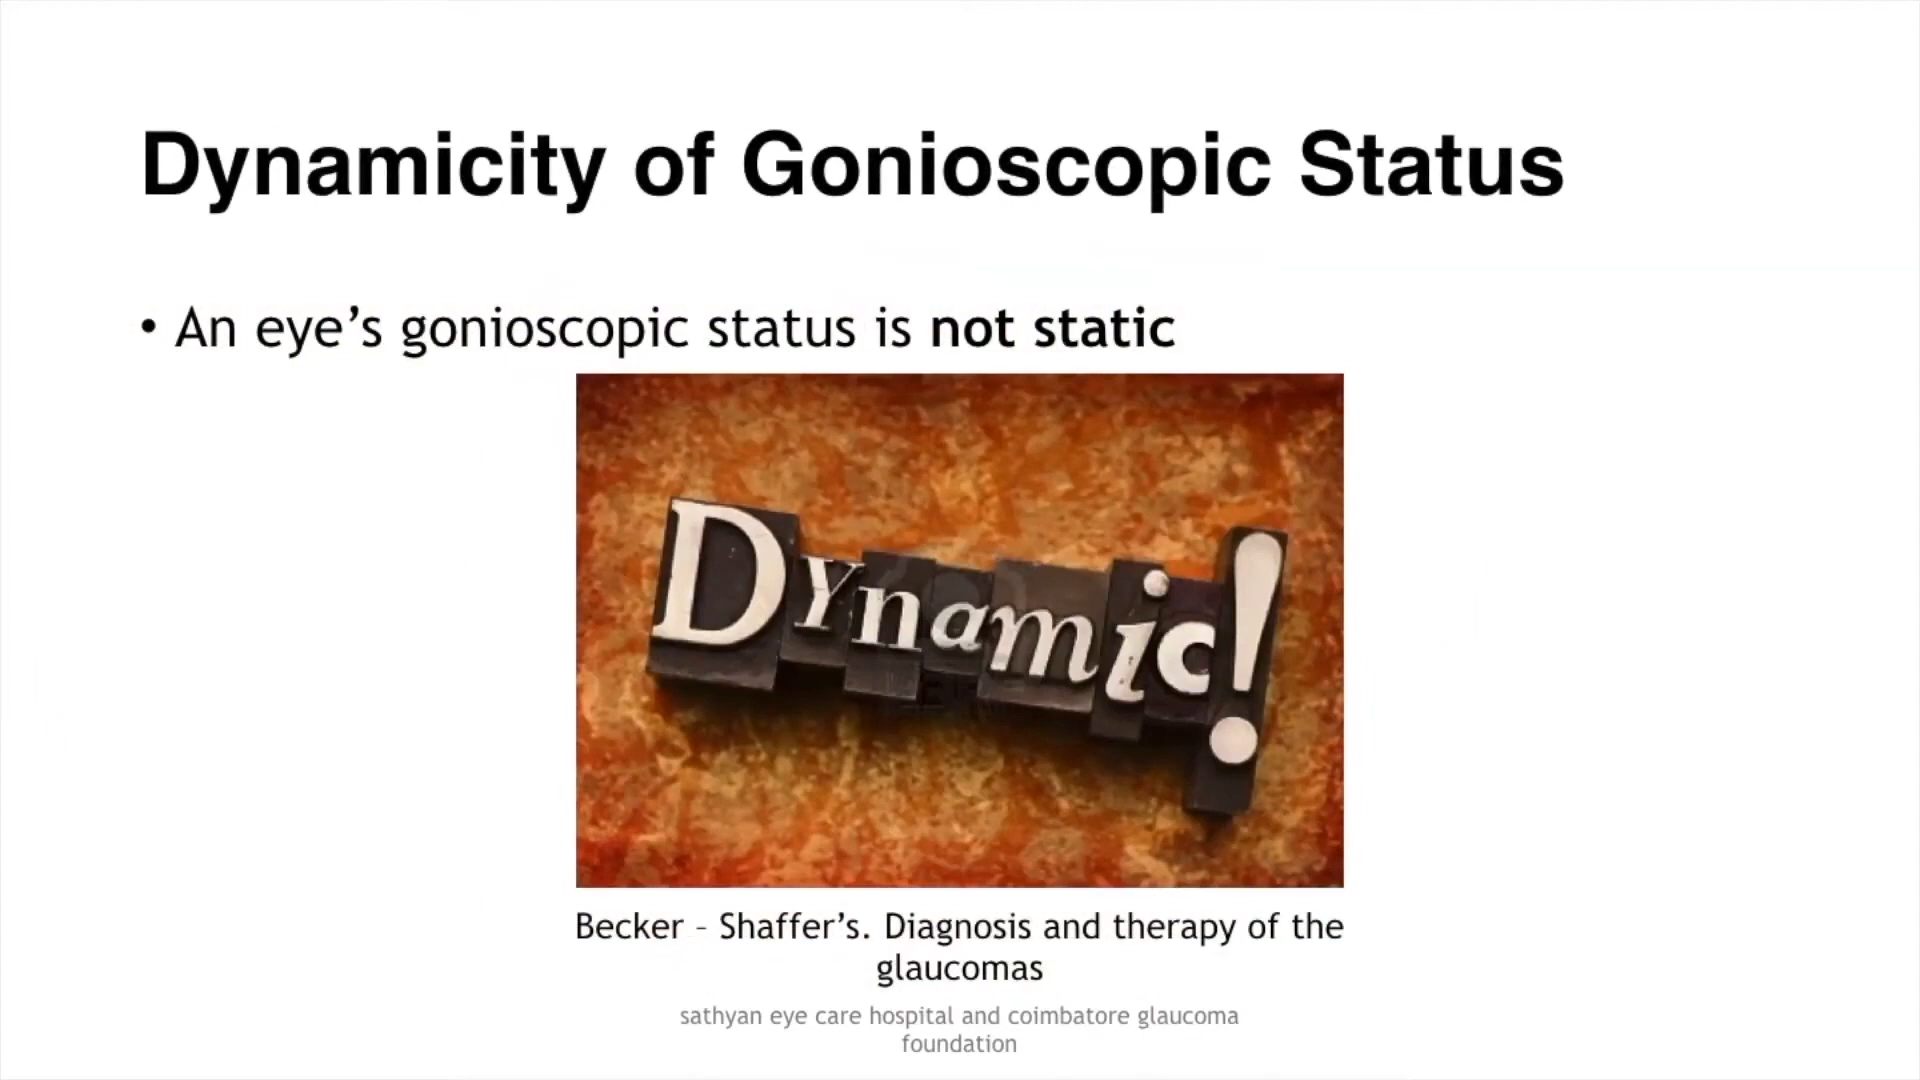 Dynamicity of Gonioscopic Status
• An eye’s gonioscopic status is not static
Dynamic!
Becker – Shaffer’s. Diagnosis and therapy of the
glaucomas
sathyan eye care hospital and coimbatore glaucoma
foundation